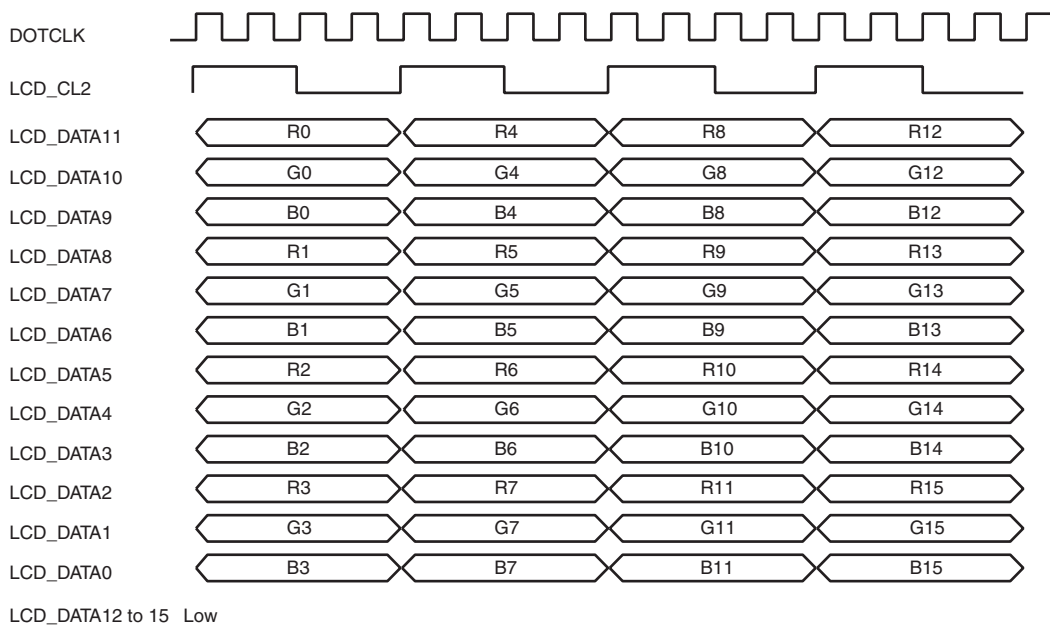 DOTCLK
LCD_CL2
LCD_DATA11 R0 R4 R8 R12
LCD_DATA10 G0 G4 G8 G12
LCD_DATA9 B0 B4 B8 B12
LCD_DATA8 R1 R5 R9 R13
LCD_DATA7 G1 G5 G9 G13
LCD_DATA6 B1 B5 B9 B13
LCD_DATA5 R2 R6 R10 R14
LCD_DATA4 G2 G6 G10 G14
LCD_DATA3 B2 B6 B10 B14
LCD_DATA2 R3 R7 R11 R15
LCD_DATA1 G3 G7 G11 G15
LCD_DATA0 B3 B7 B11 B15
LCD_DATA12 to 15 Low